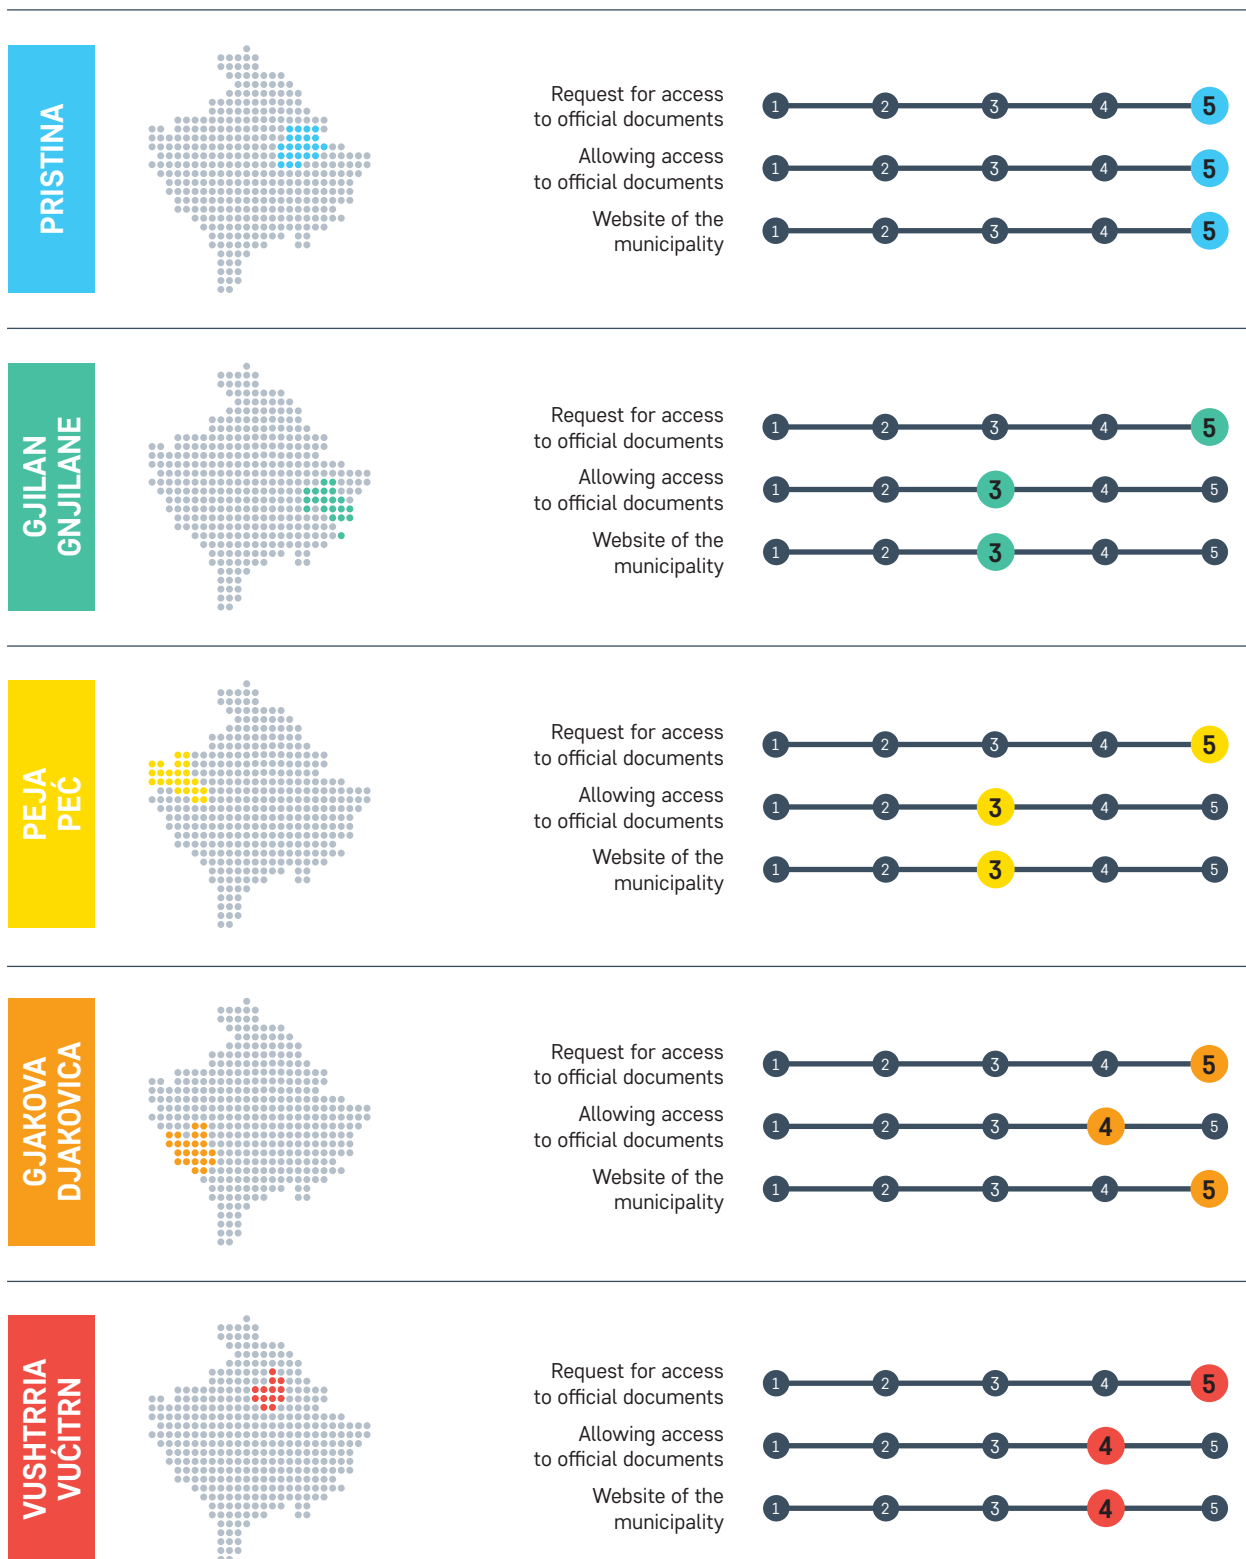 PRISTINA
Request for access
to official documents
1 2 3 4 5
Allowing access
to official documents
1 2 3 4 5
Website of the
municipality
1 2 3 4 5
GJILAN
GNJILANE
Request for access
to official documents
1 2 3 4 5
Allowing access
to official documents
1 2 3 4 5
Website of the
municipality
1 2 3 4 5
PEJA
PEĆ
Request for access
to official documents
1 2 3 4 5
Allowing access
to official documents
1 2 3 4 5
Website of the
municipality
1 2 3 4 5
GJAKOVA
DJAKOVICA
Request for access
to official documents
1 2 3 4 5
Allowing access
to official documents
1 2 3 4 5
Website of the
municipality
1 2 3 4 5
VUSHTRRIA
VUĆITRN
Request for access
to official documents
1 2 3 4 5
Allowing access
to official documents
1 2 3 4 5
Website of the
municipality
1 2 3 4 5